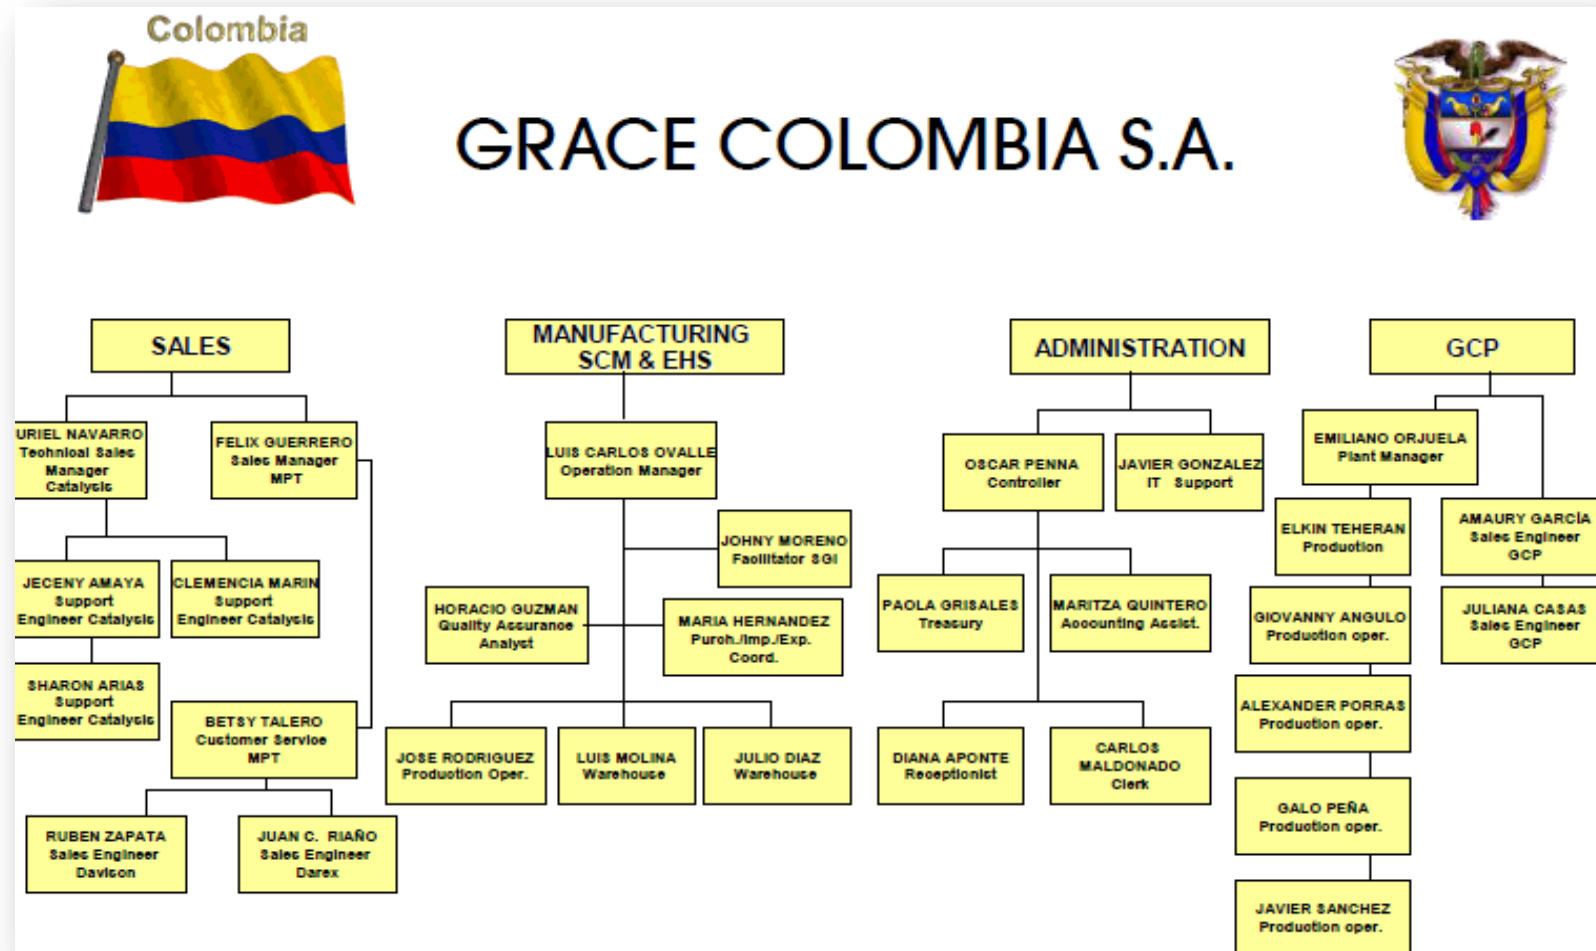 Colombia
GRACE COLOMBIA S.A.
SALES
URIEL NAVARRO
Technical Sales
Manager
Catalysis
FELIX GUERRERO
Sales Manager
MPT
JECENY AMAYA
Support
Engineer Catalysis
CLEMENCIA MARIN
Support
Engineer Catalysis
SHARON ARIAS
Support
Engineer Catalysis
BETSY TALERO
Customer Service
MPT
RUBEN ZAPATA
Sales Engineer
Davison
JUAN C. RIAÑO
Sales Engineer
Darex
MANUFACTURING
SCM & EHS
LUIS CARLOS OVALLE
Operation Manager
JOHNY MORENO
Facilitator SGI
HORACIO GUZMAN
Quality Assurance
Analyst
MARIA HERNANDEZ
Purch./Imp./Exp.
Coord.
JOSE RODRIGUEZ
Production Oper.
LUIS MOLINA
Warehouse
JULIO DIAZ
Warehouse
ADMINISTRATION
OSCAR PENNA
Controller
JAVIER GONZALEZ
IT Support
PAOLA GRISALES
Treasury
MARITZA QUINTERO
Accounting Assist.
DIANA APONTE
Receptionist
CARLOS
MALDONADO
Clerk
GCP
EMILIANO ORJUELA
Plant Manager
ELKIN TEHERAN
Production
AMAURY GARCÍA
Sales Engineer
GCP
GIOVANNY ANGULO
Production oper.
JULIANA CASAS
Sales Engineer
GCP
ALEXANDER PORRAS
Production oper.
GALO PEÑA
Production oper.
JAVIER SANCHEZ
Production oper.